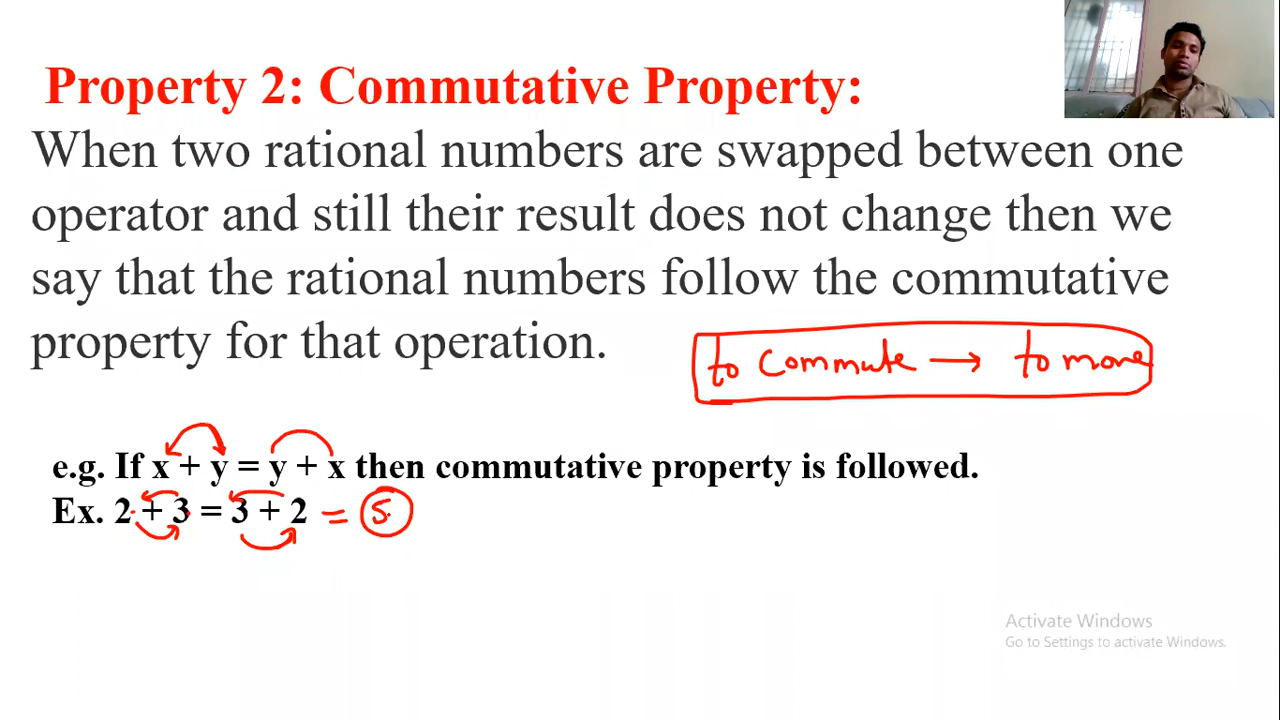 Property 2: Commutative Property:
When two rational numbers are swapped between one
operator and still their result does not change then we
say that the rational numbers follow the commutative
property for that operation.
to commute → to move
e.g. If x + y = y + x then commutative property is followed.
Ex. 2 + 3 = 3 + 2 = 5
Activate Windows
Go to Settings to activate Windows.